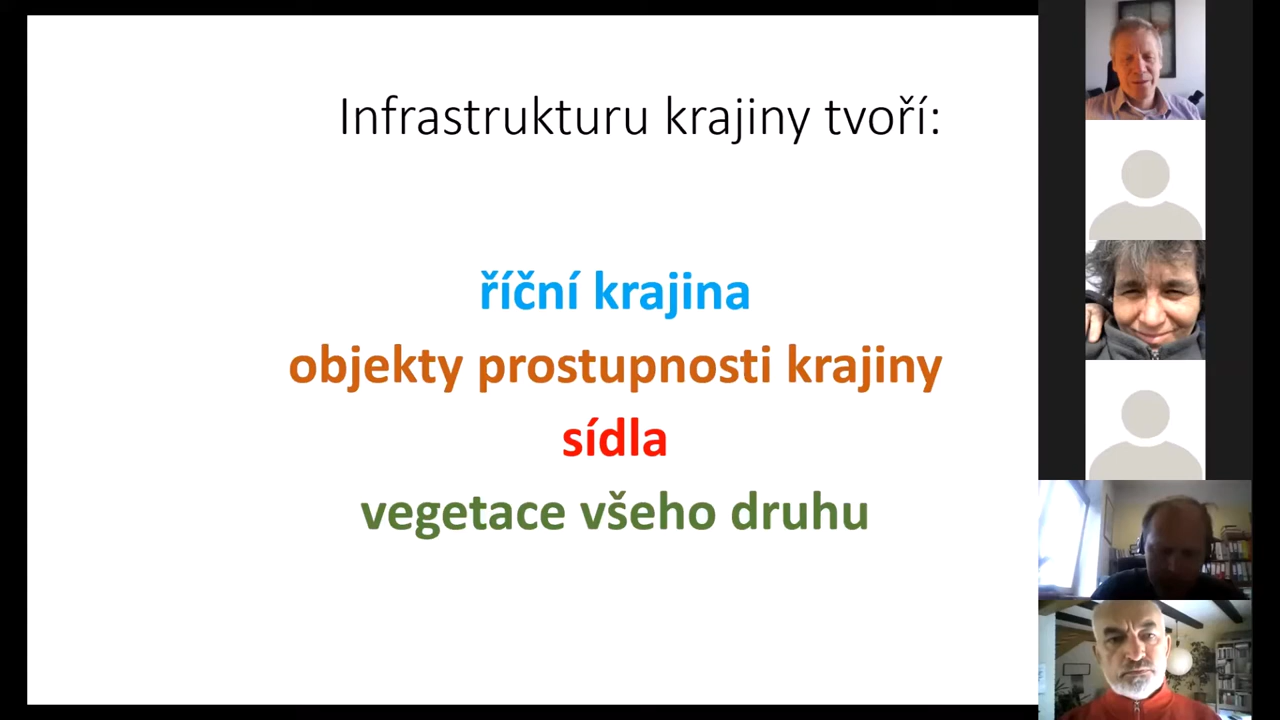 Infrastrukturu krajiny tvoří:
říční krajina
objekty prostupnosti krajiny
sídla
vegetace všeho druhu